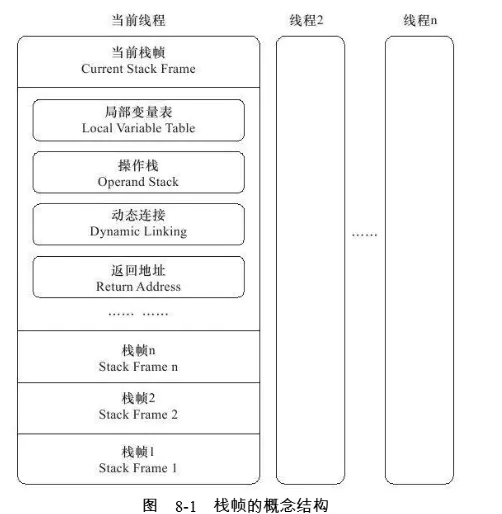 当前线程
线程2
线程n
当前栈帧
Current Stack Frame
局部变量表
Local Variable Table
操作栈
Operand Stack
动态连接
Dynamic Linking
返回地址
Return Address
…… ……
……
栈帧n
Stack Frame n
栈帧2
Stack Frame 2
栈帧1
Stack Frame 1
图 8-1 栈帧的概念结构